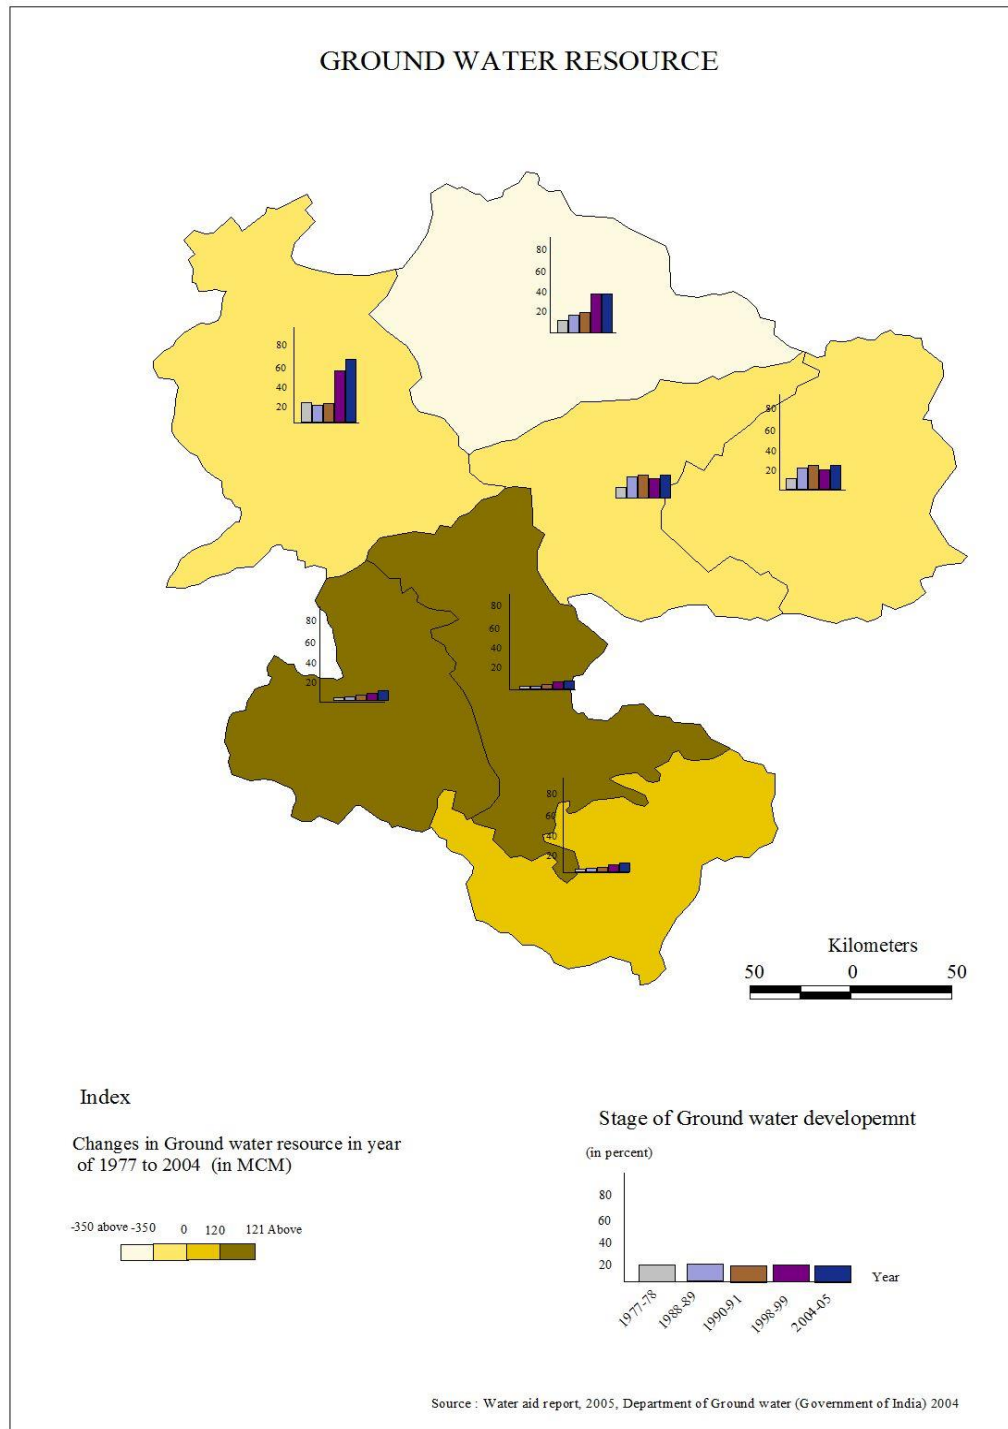 GROUND WATER RESOURCE
80
60
40
20
80
60
40
20
80
60
40
20
80
60
40
20
80
60
40
20
80
60
40
20
Kilometers
50 0 50
Index
Changes in Ground water resource in year
of 1977 to 2004 (in MCM)
-350 above -350 0 120 121 Above
Stage of Ground water developemnt
(in percent)
80
60
40
20
Year
1977-78 1988-89 1990-91 1998-99 2004-05
Source : Water aid report, 2005, Department of Ground water (Government of India) 2004